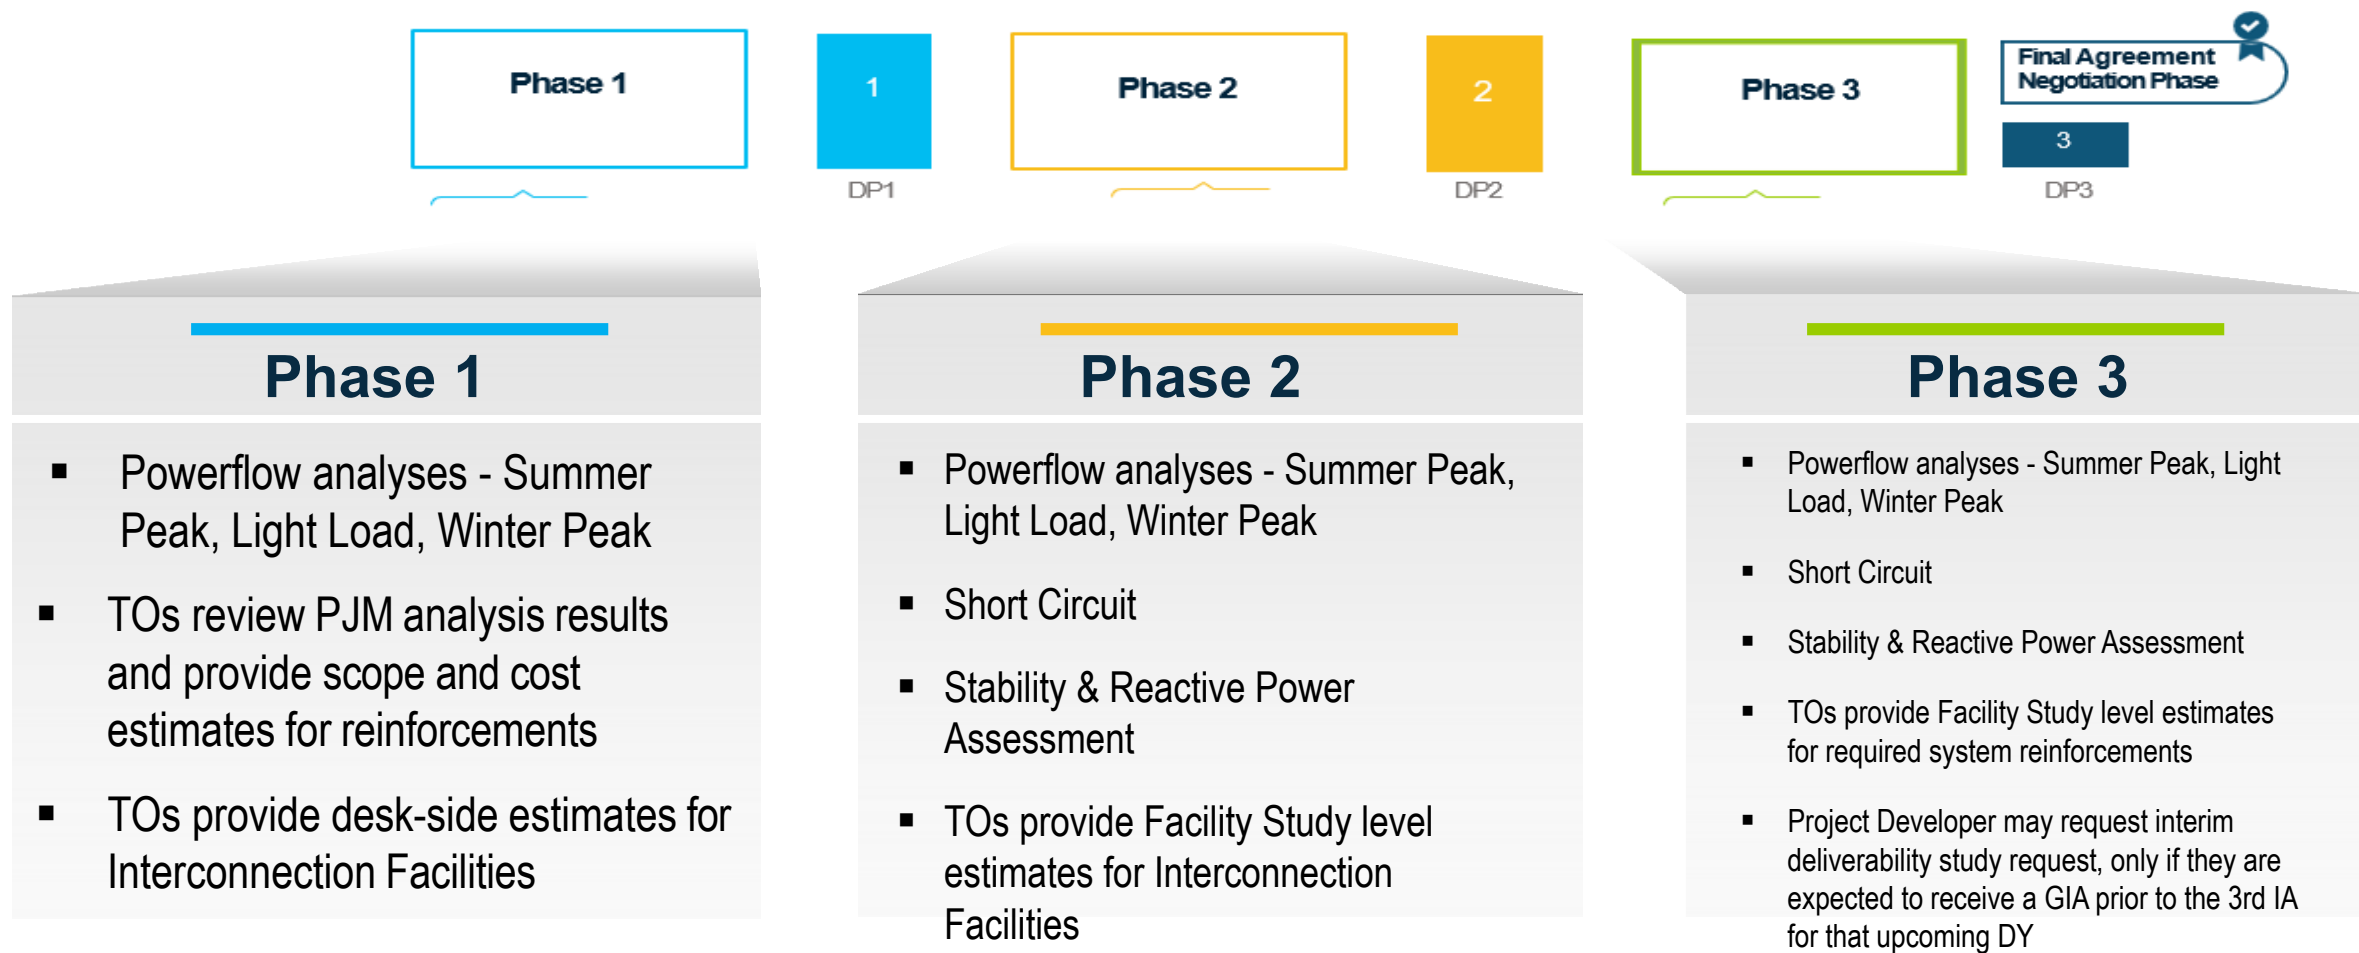 Phase 1
1
DP1
Phase 2
2
DP2
Phase 3
Final Agreement
Negotiation Phase
3
DP3
Phase 1
▪ Powerflow analyses - Summer
Peak, Light Load, Winter Peak
▪ TOs review PJM analysis results
and provide scope and cost
estimates for reinforcements
▪ TOs provide desk-side estimates for
Interconnection Facilities
Phase 2
▪ Powerflow analyses - Summer Peak,
Light Load, Winter Peak
▪ Short Circuit
▪ Stability & Reactive Power
Assessment
▪ TOs provide Facility Study level
estimates for Interconnection
Facilities
Phase 3
▪ Powerflow analyses - Summer Peak, Light
Load, Winter Peak
▪ Short Circuit
▪ Stability & Reactive Power Assessment
▪ TOs provide Facility Study level estimates
for required system reinforcements
▪ Project Developer may request interim
deliverability study request, only if they are
expected to receive a GIA prior to the 3rd IA
for that upcoming DY